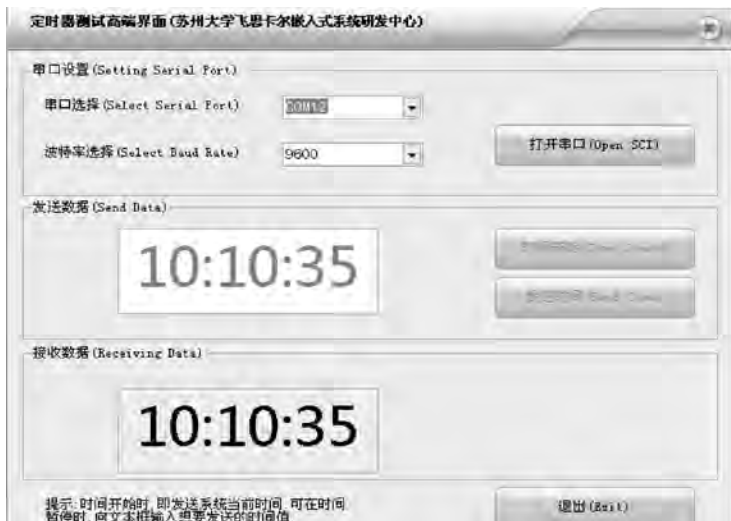 定时器测试高端界面(苏州大学飞思卡尔嵌入式系统研发中心)
串口设置(Setting Serial Port)
串口选择(Select Serial Port)
COM12
打开串口(Open SCI)
波特率选择(Select Baud Rate)
9600
发送数据(Send Data)
10:10:35
接收数据(Receiving Data)
10:10:35
提示:时间开始时,即发送系统当前时间,可在时间
暂停时,向文本框输入想要发送的时间值
退出(Exit)